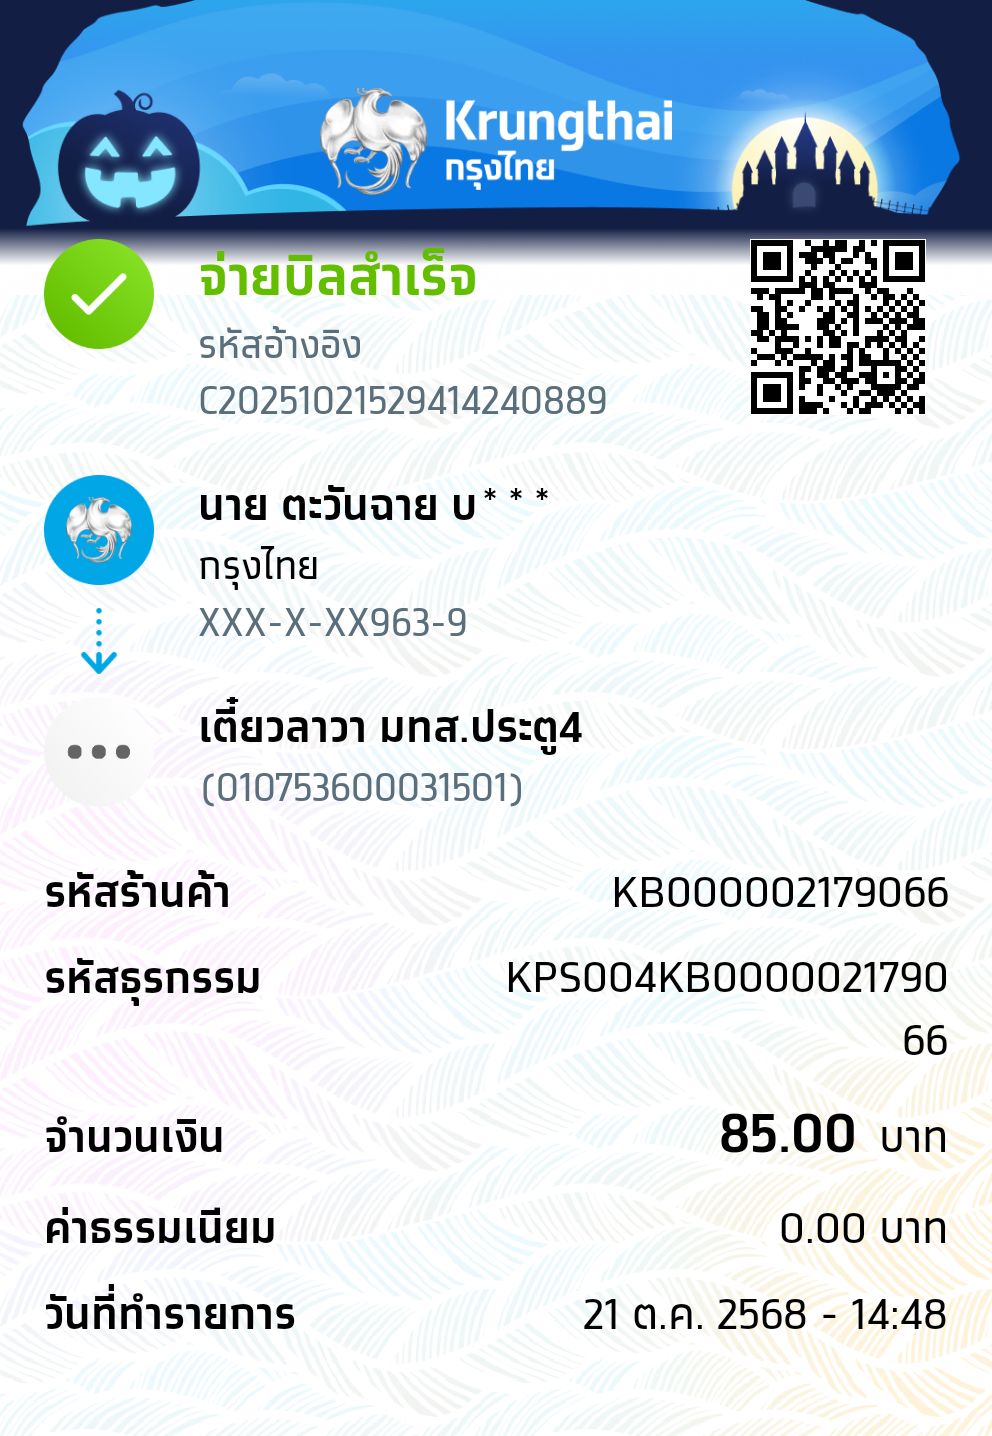 Krungthai
กรุงไทย
จ่ายบิลสำเร็จ
รหัสอ้างอิง
C20251021529414240889
นาย ตะวันฉาย บ***
กรุงไทย
XXX-X-XX963-9
เตี๋ยวลาวา มทส.ประตู4
(010753600031501)
รหัสร้านค้า KB000002179066
รหัสธุรกรรม KPS004KB0000021790
66
จำนวนเงิน 85.00 บาท
ค่าธรรมเนียม 0.00 บาท
วันที่ทำรายการ 21 ต.ค. 2568 - 14:48